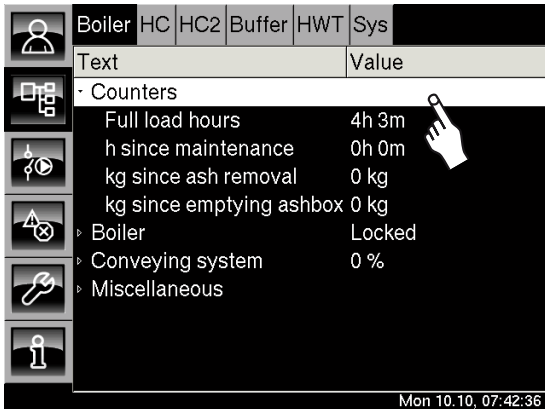 Boiler HC HC2 Buffer HWT Sys
Text Value
Counters
Full load hours 4h 3m
h since maintenance 0h 0m
kg since ash removal 0 kg
kg since emptying ashbox 0 kg
Boiler Locked
Conveying system 0 %
Miscellaneous
Mon 10.10, 07:42:36